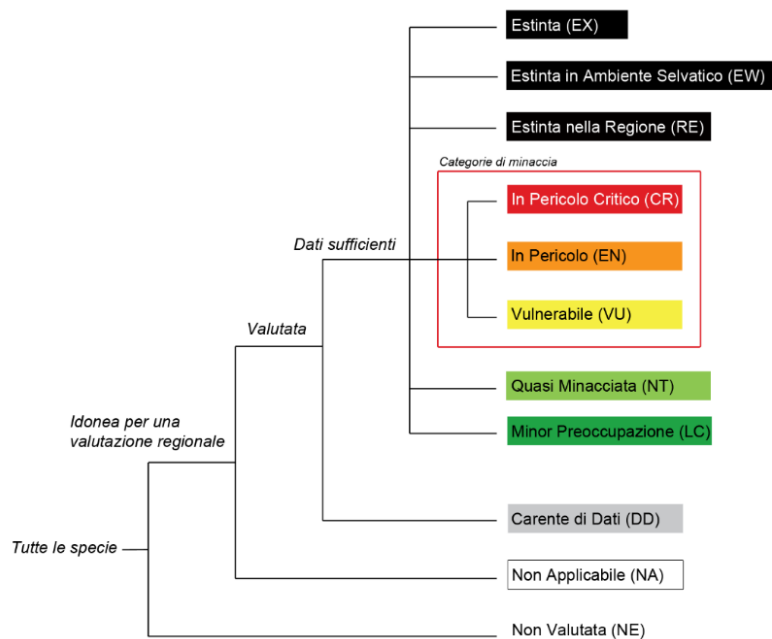 Estinta (EX)
Estinta in Ambiente Selvatico (EW)
Estinta nella Regione (RE)
Categorie di minaccia
In Pericolo Critico (CR)
Dati sufficienti
In Pericolo (EN)
Vulnerabile (VU)
Valutata
Quasi Minacciata (NT)
Idonea per una
valutazione regionale
Minor Preoccupazione (LC)
Carente di Dati (DD)
Tutte le specie
Non Applicabile (NA)
Non Valutata (NE)